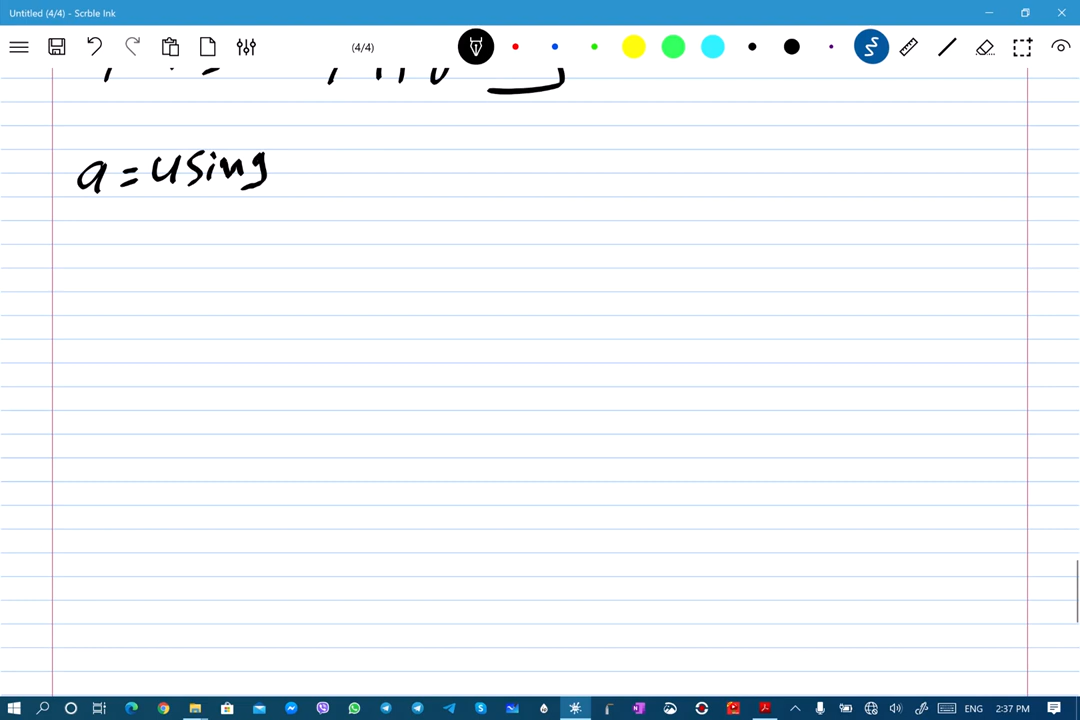 Untitled (4/4) - Scrble Ink
(4/4)
a = using
ENG 2:37 PM